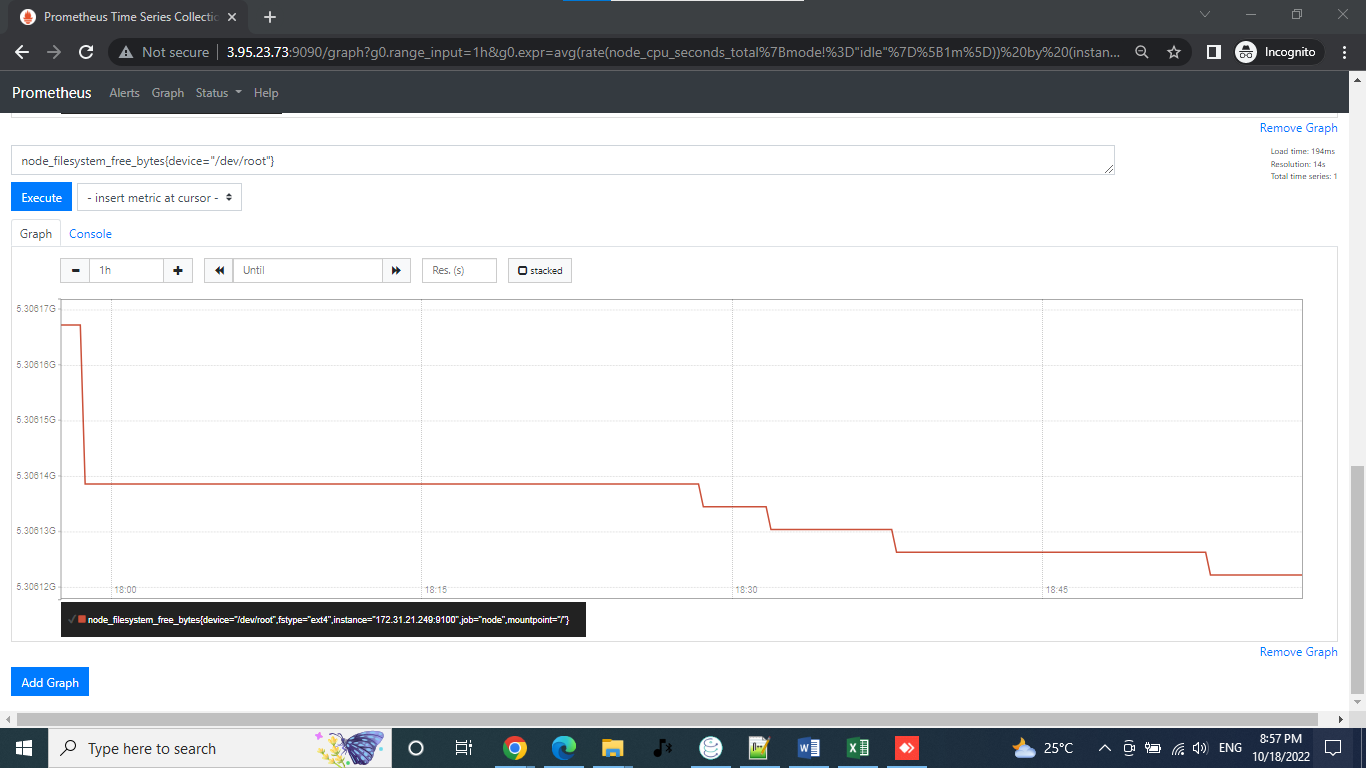 Prometheus Time Series Collectic
Not secure 3.95.23.73:9090/graph?g0.range_input=1h&g0.expr=avg(rate(node_cpu_seconds_total%7Bmode!%3D"idle"%7D%5B1m%5D))%20by%20(instan... Incognito
Prometheus Alerts Graph Status Help
Remove Graph
node_filesystem_free_bytes{device="/dev/root"}
Load time: 194ms
Resolution: 14s
Total time series: 1
Execute - insert metric at cursor -
Graph Console
1h Until Res. (s) stacked
5.30617G
5.30616G
5.30615G
5.30614G
5.30613G
5.30612G
18:00 18:15 18:30 18:45
node_filesystem_free_bytes{device="/dev/root",fstype="ext4",instance="172.31.21.249:9100",job="node",mountpoint="/"}
Remove Graph
Add Graph
Type here to search
25°C ENG
8:57 PM
10/18/2022